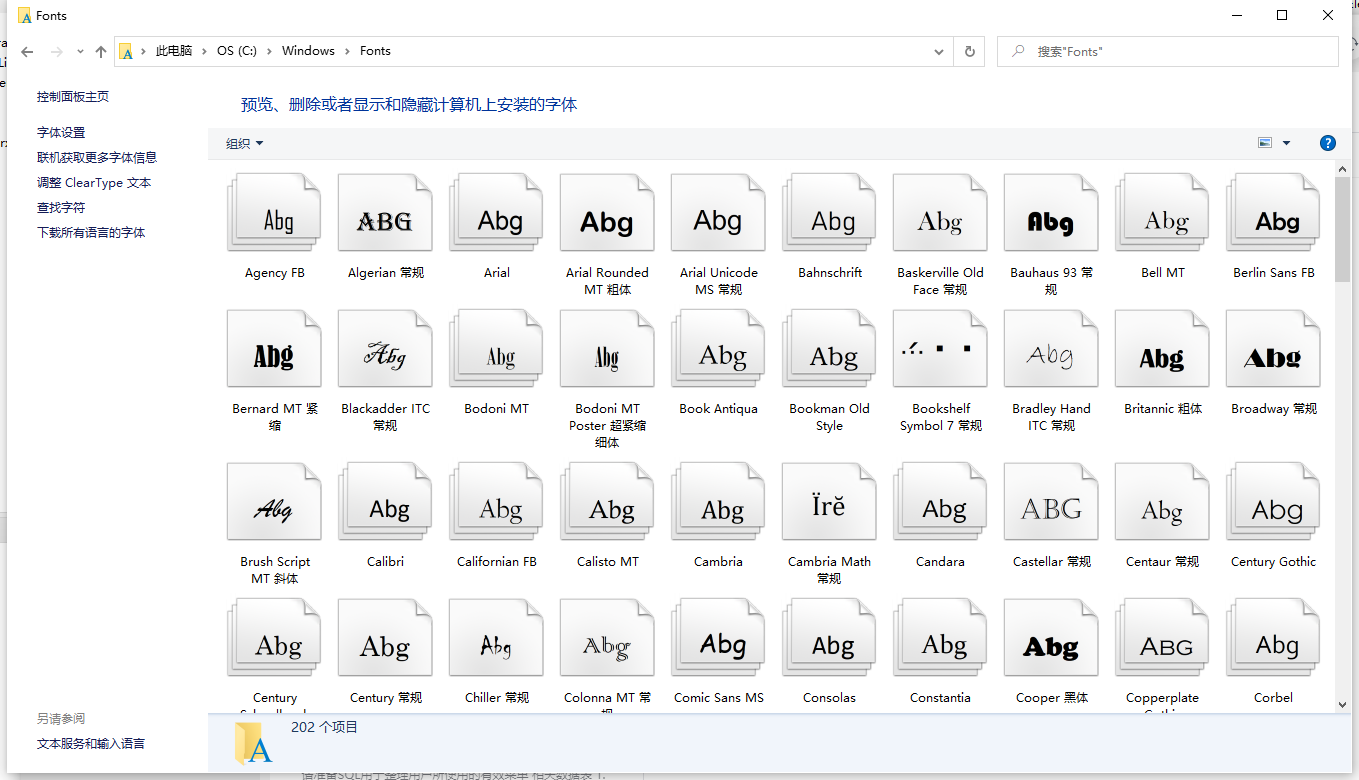 Fonts
此电脑 › OS (C:) › Windows › Fonts
搜索"Fonts"
控制面板主页
字体设置
联机获取更多字体信息
调整 ClearType 文本
查找字符
下载所有语言的字体
另请参阅
文本服务和输入语言
预览、删除或者显示和隐藏计算机上安装的字体
组织
Abg ABG Abg Abg Abg Abg Abg Abg Abg Abg
Agency FB
Algerian 常规
Arial
Arial Rounded
MT 粗体
Arial Unicode
MS 常规
Bahnschrift
Baskerville Old
Face 常规
Bauhaus 93 常
规
Bell MT
Berlin Sans FB
Abg Abg Abg Abg Abg Abg Abg Abg Abg
Bernard MT 紧
缩
Blackadder ITC
常规
Bodoni MT
Bodoni MT
Poster 超紧缩
细体
Book Antiqua
Bookman Old
Style
Bookshelf
Symbol 7 常规
Bradley Hand
ITC 常规
Britannic 粗体
Broadway 常规
Abg Abg Abg Abg Abg Ïrĕ Abg ABG Abg Abg
Brush Script
MT 斜体
Calibri
Californian FB
Calisto MT
Cambria
Cambria Math
常规
Candara
Castellar 常规
Centaur 常规
Century Gothic
Abg Abg Abg Abg Abg Abg Abg Abg ABG Abg
Century
Century 常规
Chiller 常规
Colonna MT 常
规
Comic Sans MS
Consolas
Constantia
Cooper 黑体
Copperplate
Corbel
202 个项目